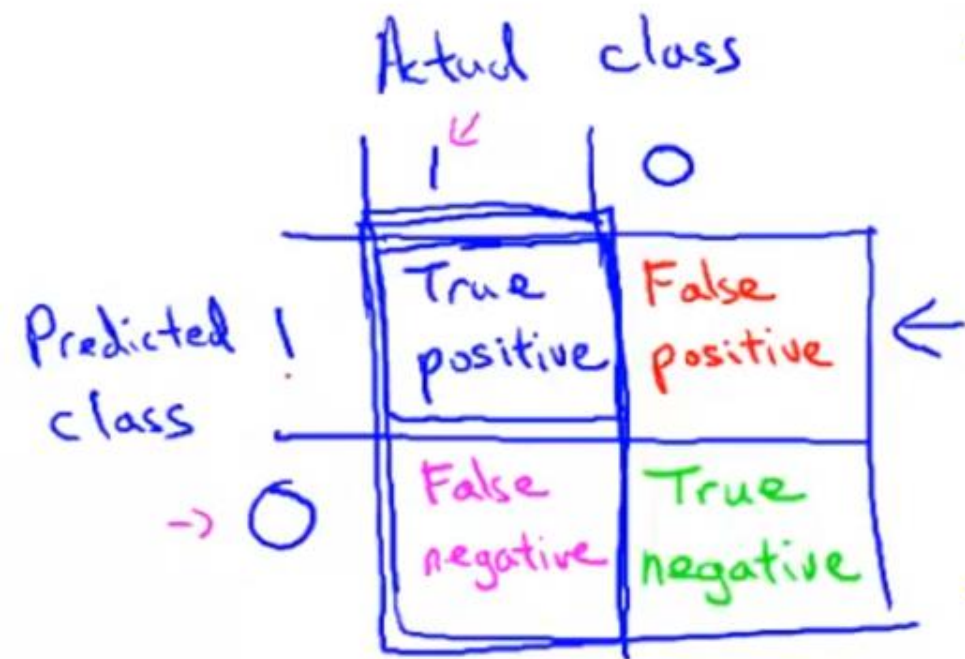 Actual class
1 0
True False
Predicted 1 positive positive
class
False True
0 negative negative